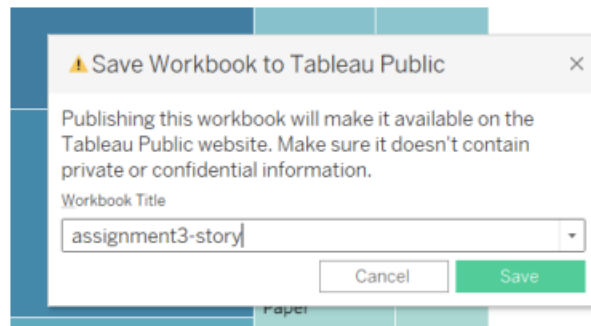 Save Workbook to Tableau Public
Publishing this workbook will make it available on the
Tableau Public website. Make sure it doesn't contain
private or confidential information.
Workbook Title
assignment3-story
Cancel Save
Paper